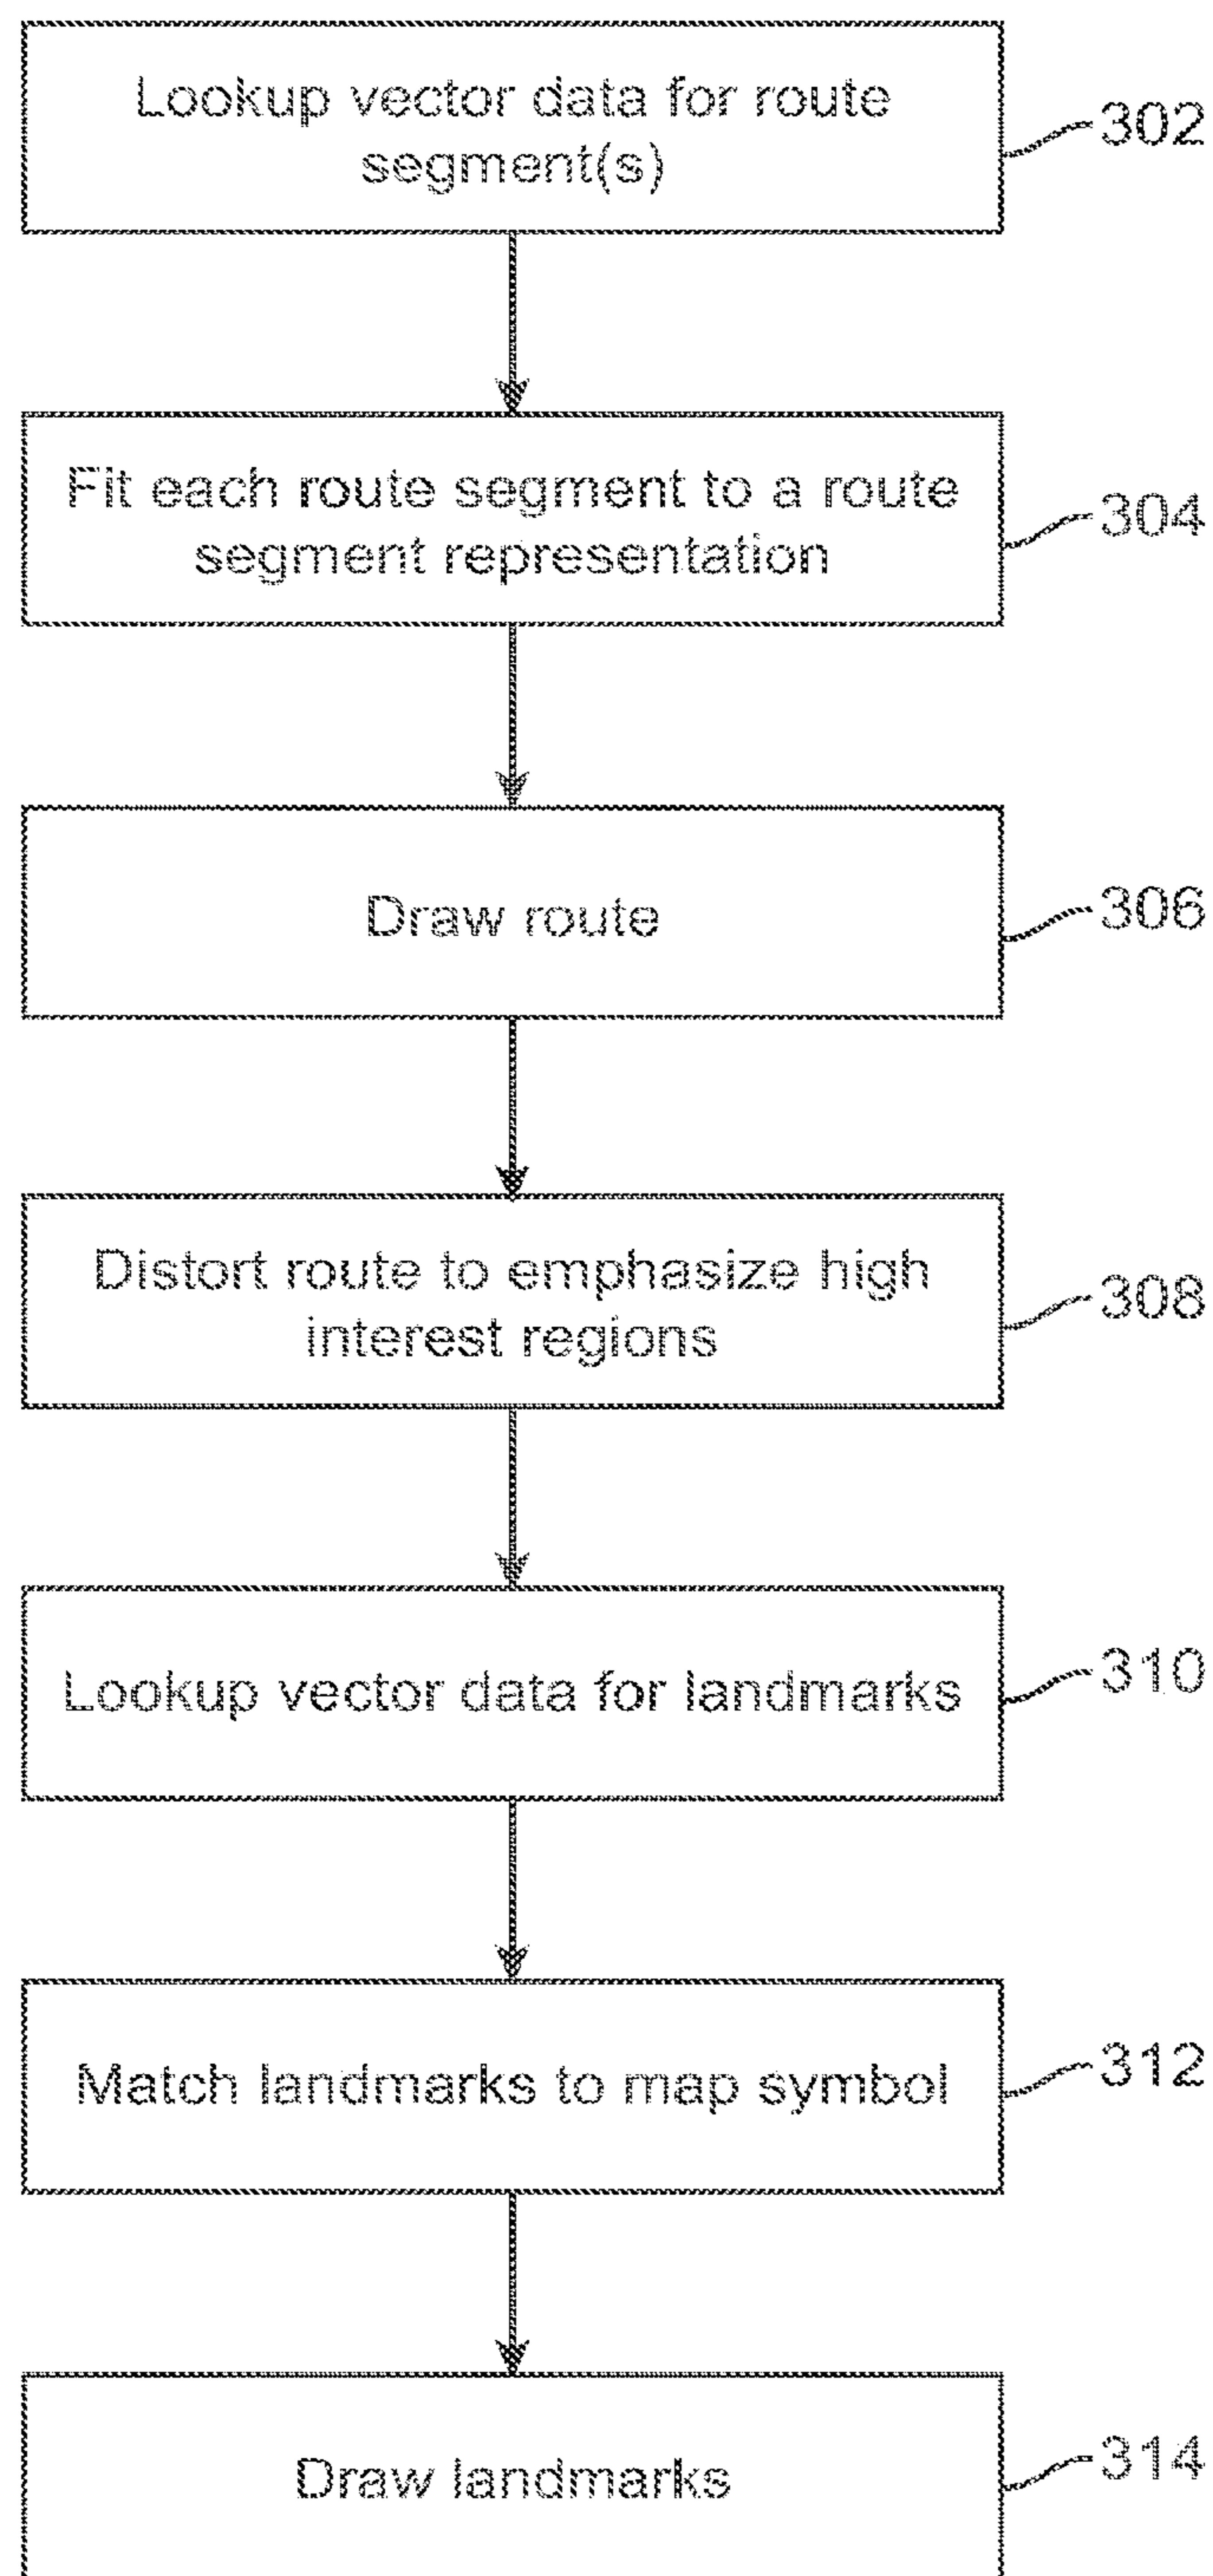 Lookup vector data for route
segment(s)
302
Fit each route segment to a route
segment representation
304
Draw route
306
Distort route to emphasize high
interest regions
308
Lookup vector data for landmarks
310
Match landmarks to map symbol
312
Draw landmarks
314